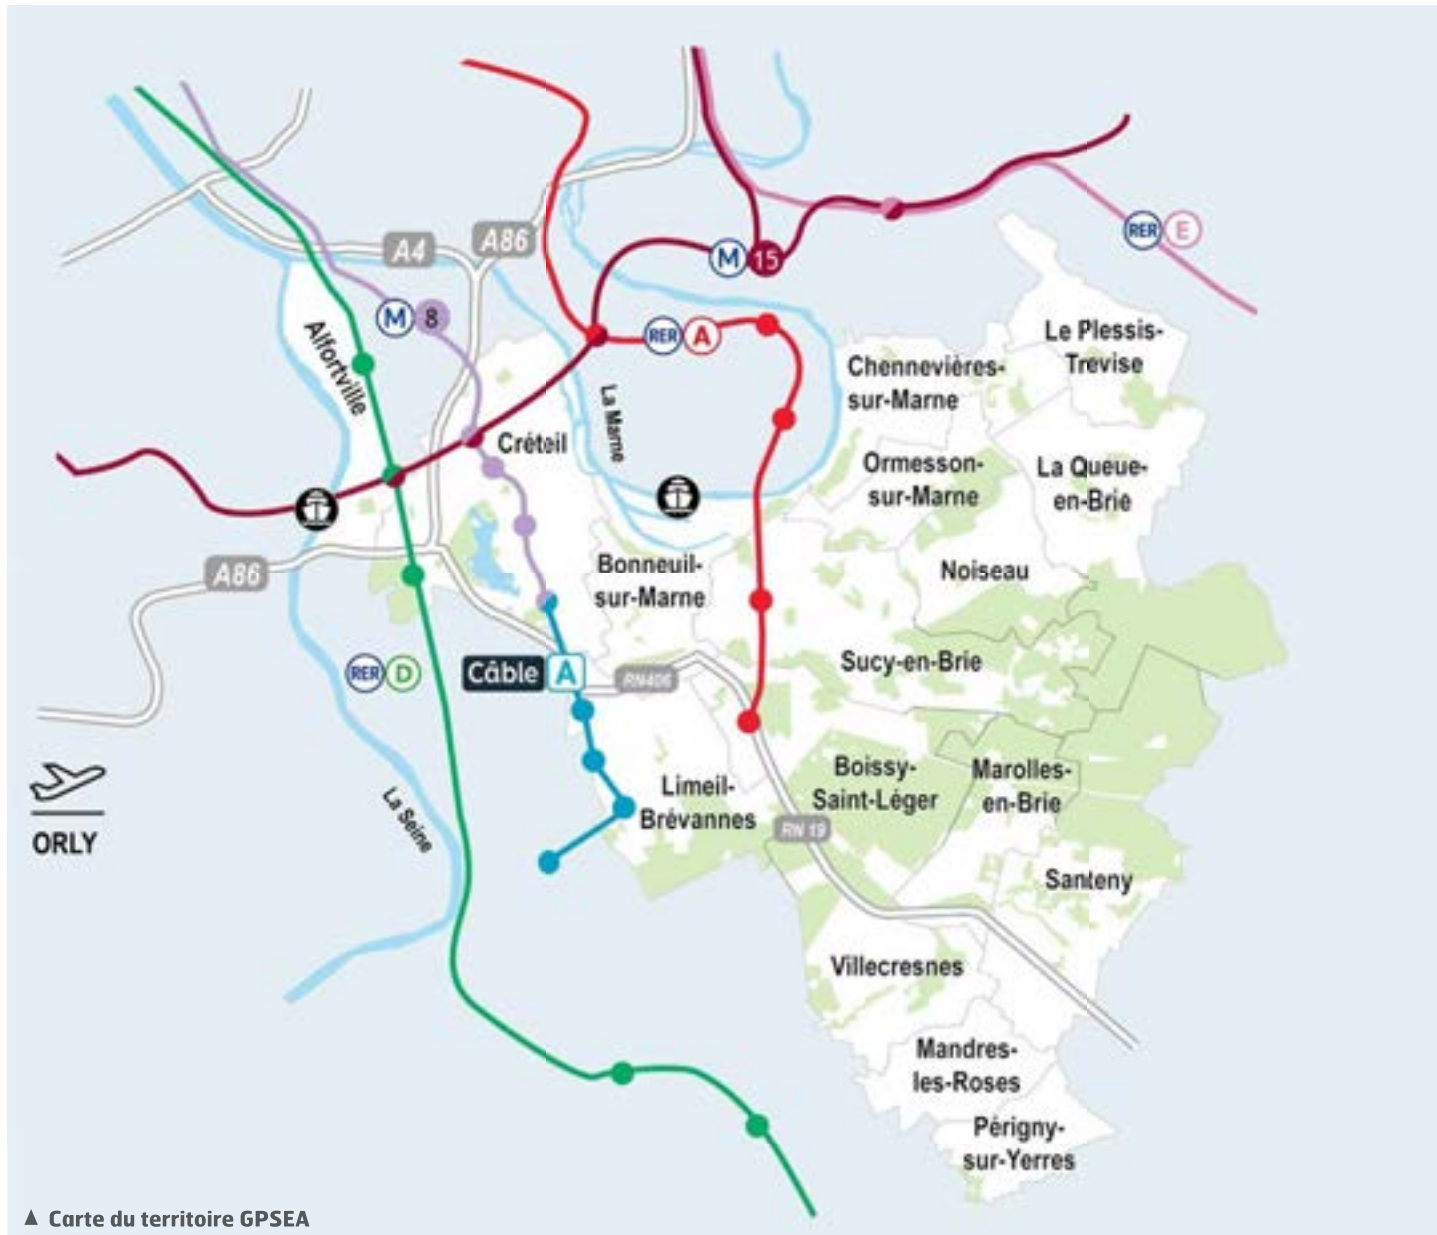 A4
A86
M 15
RER E
M 8
Alfortville
RER A
Le Plessis-
Trevise
Chennevières-
sur-Marne
La Marne
Créteil
Ormesson-
sur-Marne
La Queue-
en-Brie
A86
Bonneuil-
sur-Marne
Noiseau
RER D
Câble A
RN406
Sucy-en-Brie
ORLY
La Seine
Limeil-
Brévannes
Boissy-
Saint-Léger
Marolles-
en-Brie
RN 19
Santeny
Villecresnes
Mandres-
les-Roses
Périgny-
sur-Yerres
▲ Carte du territoire GPSEA